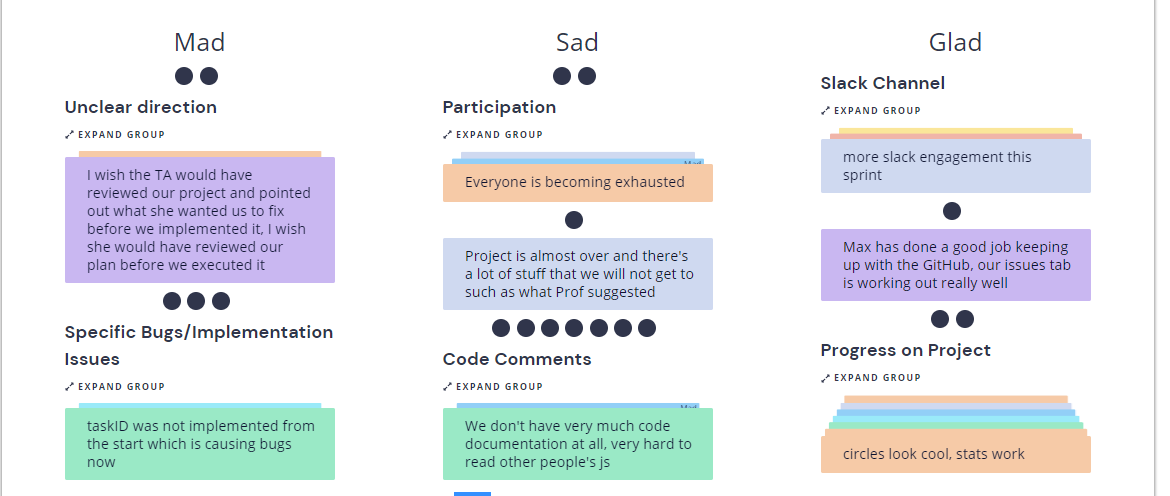 Mad
Unclear direction
EXPAND GROUP
I wish the TA would have
reviewed our project and pointed
out what she wanted us to fix
before we implemented it, I wish
she would have reviewed our
plan before we executed it
Specific Bugs/Implementation
Issues
EXPAND GROUP
taskID was not implemented from
the start which is causing bugs
now
Sad
Participation
EXPAND GROUP
Everyone is becoming exhausted
Project is almost over and there's
a lot of stuff that we will not get to
such as what Prof suggested
Code Comments
EXPAND GROUP
We don't have very much code
documentation at all, very hard to
read other people's js
Glad
Slack Channel
EXPAND GROUP
more slack engagement this
sprint
Max has done a good job keeping
up with the GitHub, our issues tab
is working out really well
Progress on Project
EXPAND GROUP
circles look cool, stats work